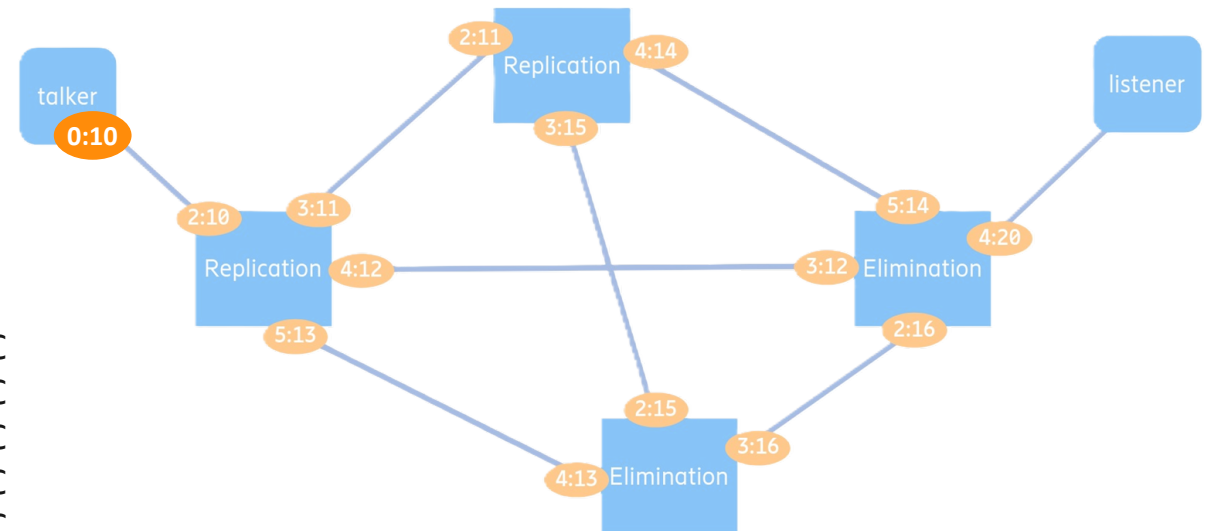 talker
0:10
2:11
Replication
4:14
3:15
listener
2:10
3:11
Replication
4:12
5:13
5:14
3:12
Elimination
4:20
2:16
2:15
4:13
Elimination
3:16